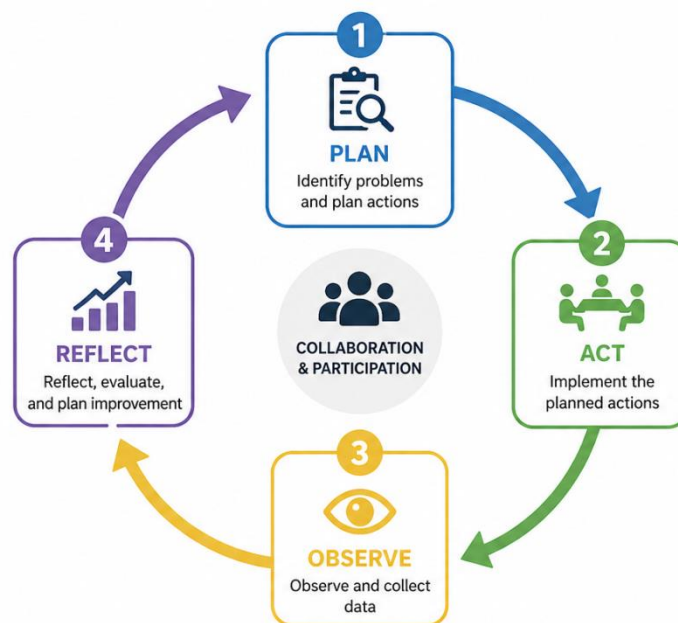 1
PLAN
Identify problems
and plan actions
2
ACT
Implement the
planned actions
3
OBSERVE
Observe and collect
data
4
REFLECT
Reflect, evaluate,
and plan improvement
COLLABORATION
& PARTICIPATION